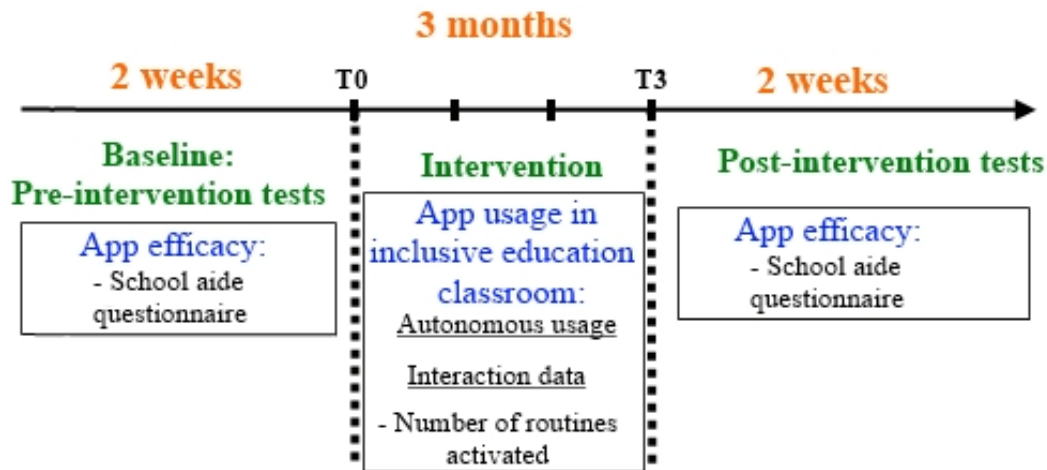 3 months
2 weeks
T0
T3
2 weeks
Baseline:
Pre-intervention tests
App efficacy:
- School aide
questionnaire
Intervention
App usage in
inclusive education
classroom:
Autonomous usage
Interaction data
- Number of routines
activated
Post-intervention tests
App efficacy:
- School aide
questionnaire